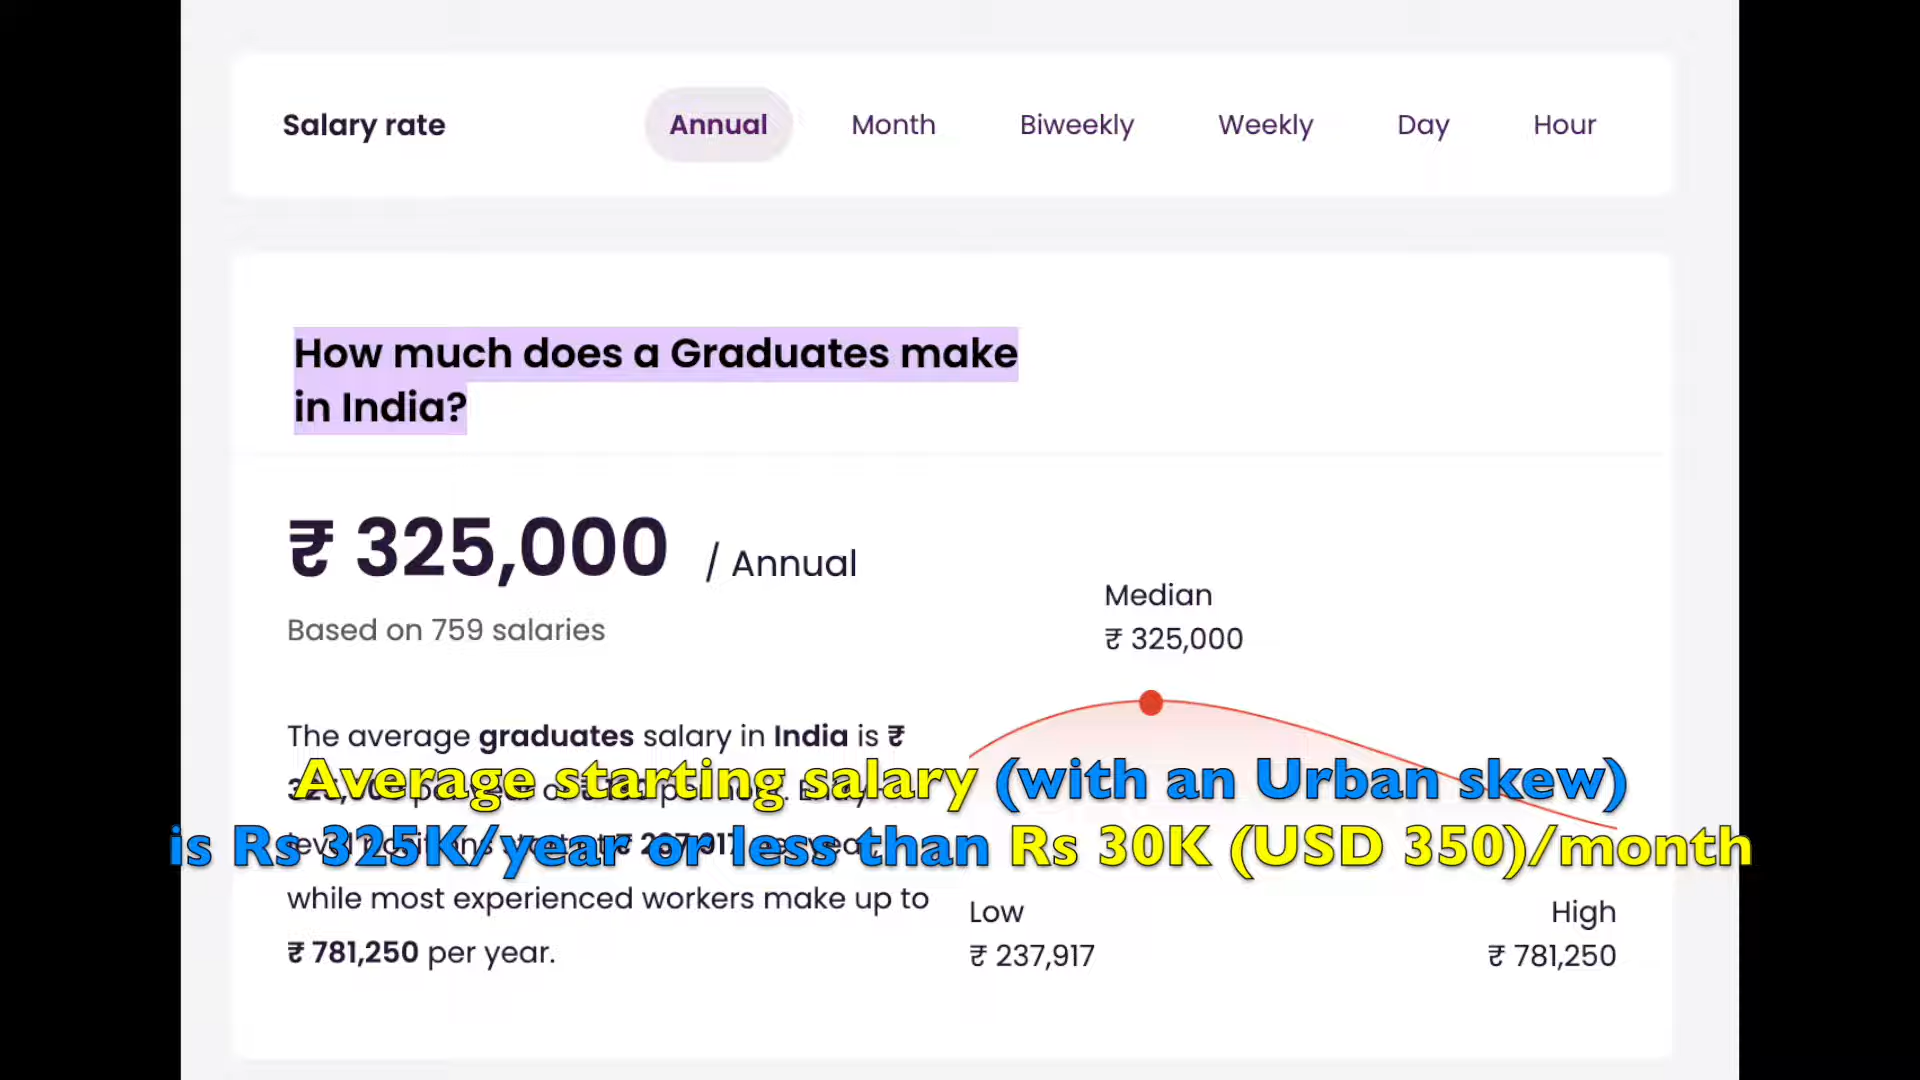 Salary rate Annual Month Biweekly Weekly Day Hour
How much does a Graduates make
in India?
₹ 325,000 / Annual
Based on 759 salaries
Median
₹ 325,000
The average graduates salary in India is ₹
Average starting salary (with an Urban skew)
is Rs 325K/year or less than Rs 30K (USD 350)/month
while most experienced workers make up to
₹ 781,250 per year.
Low
₹ 237,917
High
₹ 781,250